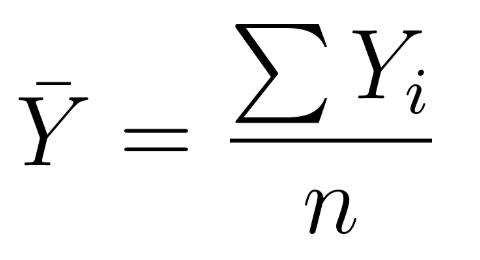 Ȳ = ∑ Yᵢ / n